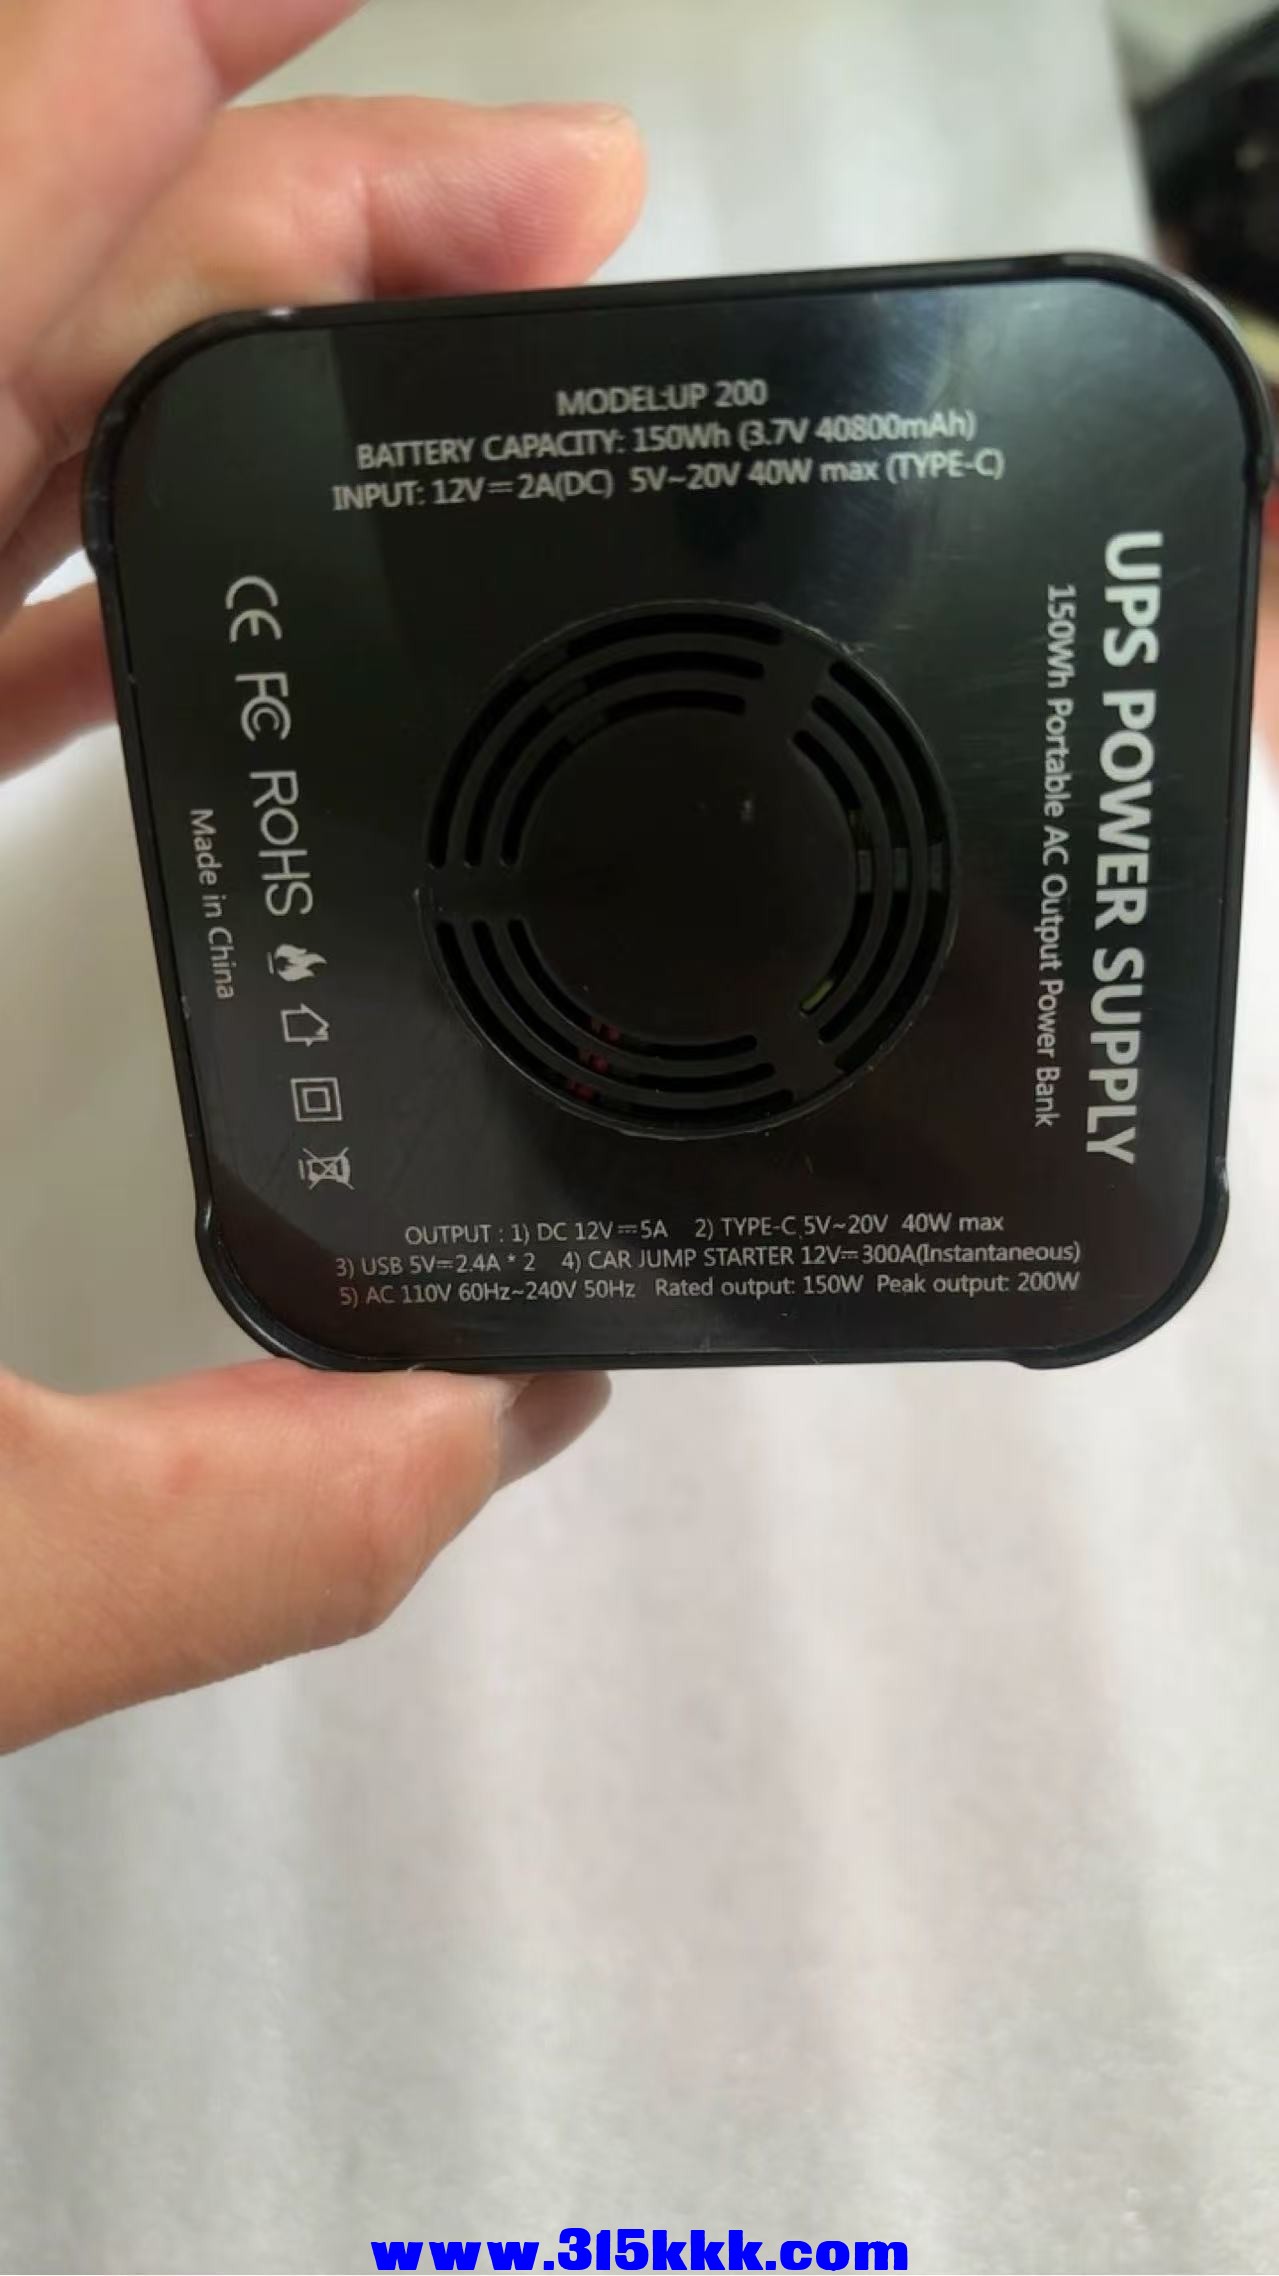 MODEL:UP 200
BATTERY CAPACITY: 150Wh (3.7V 40800mAh)
INPUT: 12V⎓2A(DC) 5V~20V 40W max (TYPE-C)
UPS POWER SUPPLY
150Wh Portable AC Output Power Bank
CE FC ROHS
Made in China
OUTPUT : 1) DC 12V⎓5A 2) TYPE-C 5V~20V 40W max
3) USB 5V⎓2.4A * 2 4) CAR JUMP STARTER 12V⎓300A(Instantaneous)
5) AC 110V 60Hz~240V 50Hz Rated output: 150W Peak output: 200W
www.315kkk.com